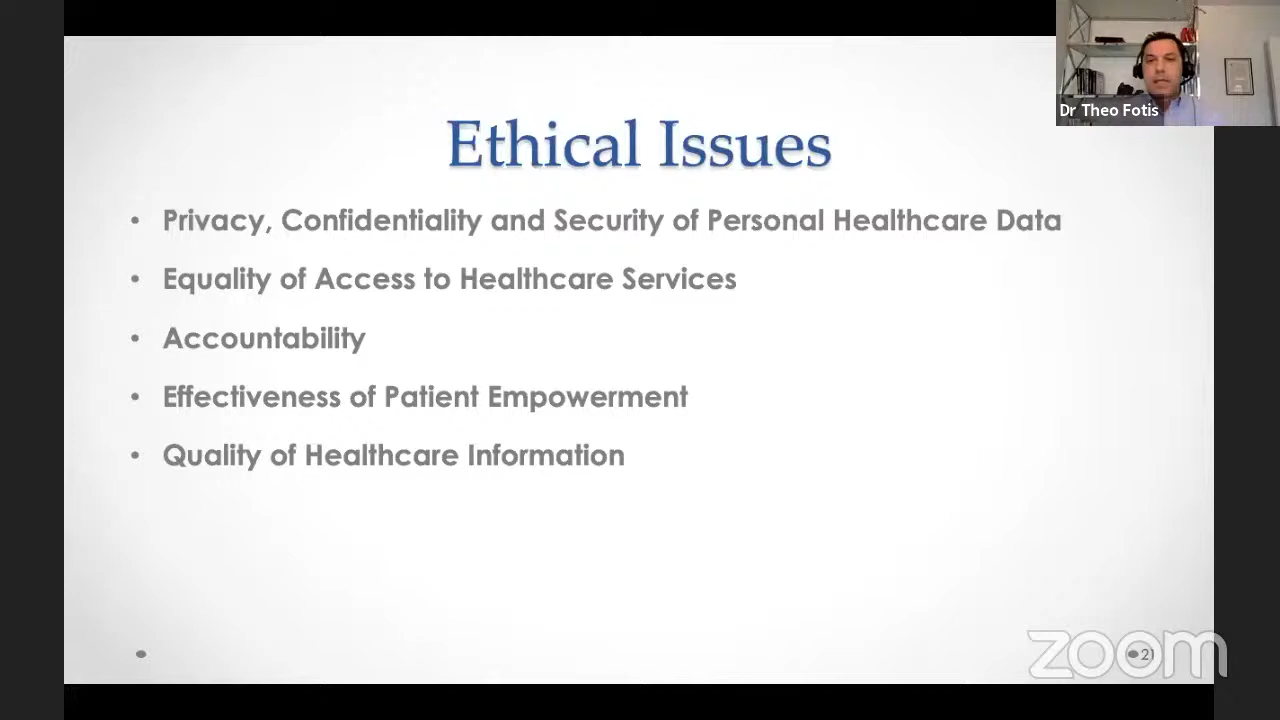 Dr Theo Fotis
Ethical Issues
• Privacy, Confidentiality and Security of Personal Healthcare Data
• Equality of Access to Healthcare Services
• Accountability
• Effectiveness of Patient Empowerment
• Quality of Healthcare Information
zoom
21